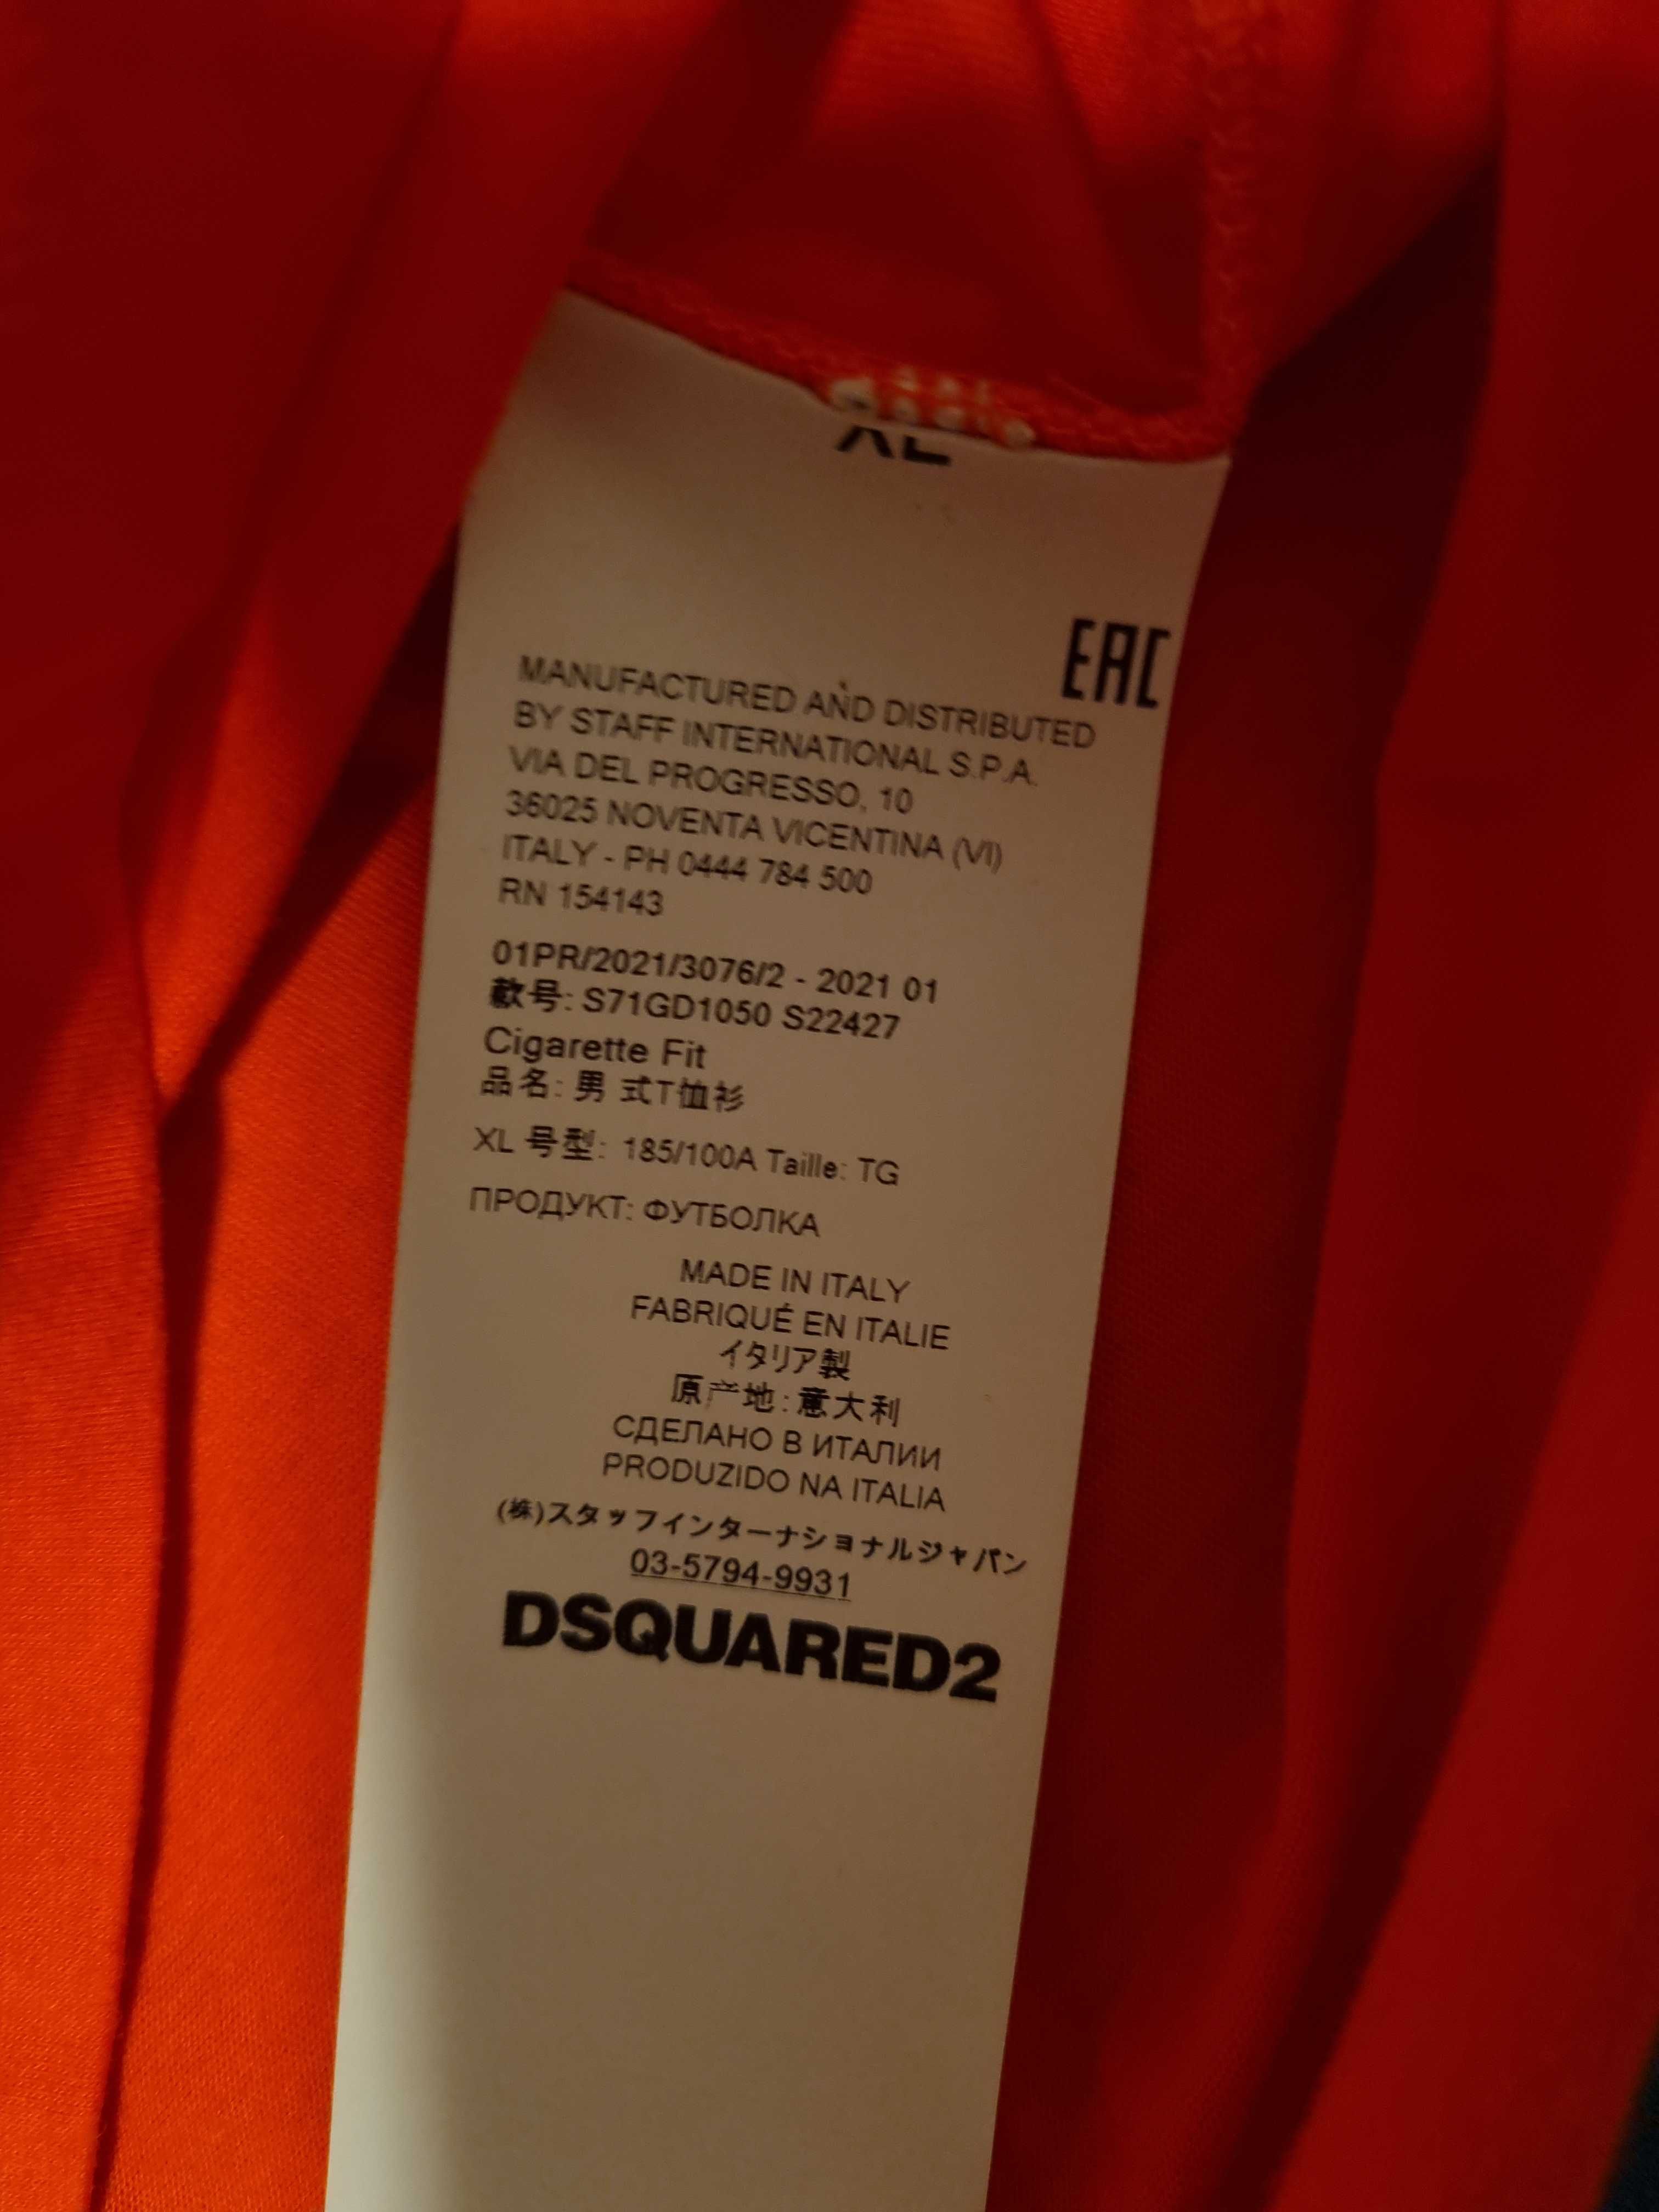 XL
EAC
MANUFACTURED AND DISTRIBUTED
BY STAFF INTERNATIONAL S.P.A.
VIA DEL PROGRESSO, 10
36025 NOVENTA VICENTINA (VI)
ITALY - PH 0444 784 500
RN 154143
01PR/2021/3076/2 - 2021 01
款号: S71GD1050 S22427
Cigarette Fit
品名: 男 式T恤衫
XL 号型: 185/100A Taille: TG
ПРОДУКТ: ФУТБОЛКА
MADE IN ITALY
FABRIQUÉ EN ITALIE
イタリア製
原产地: 意大利
СДЕЛАНО В ИТАЛИИ
PRODUZIDO NA ITALIA
(株)スタッフインターナショナルジャパン
03-5794-9931
DSQUARED2